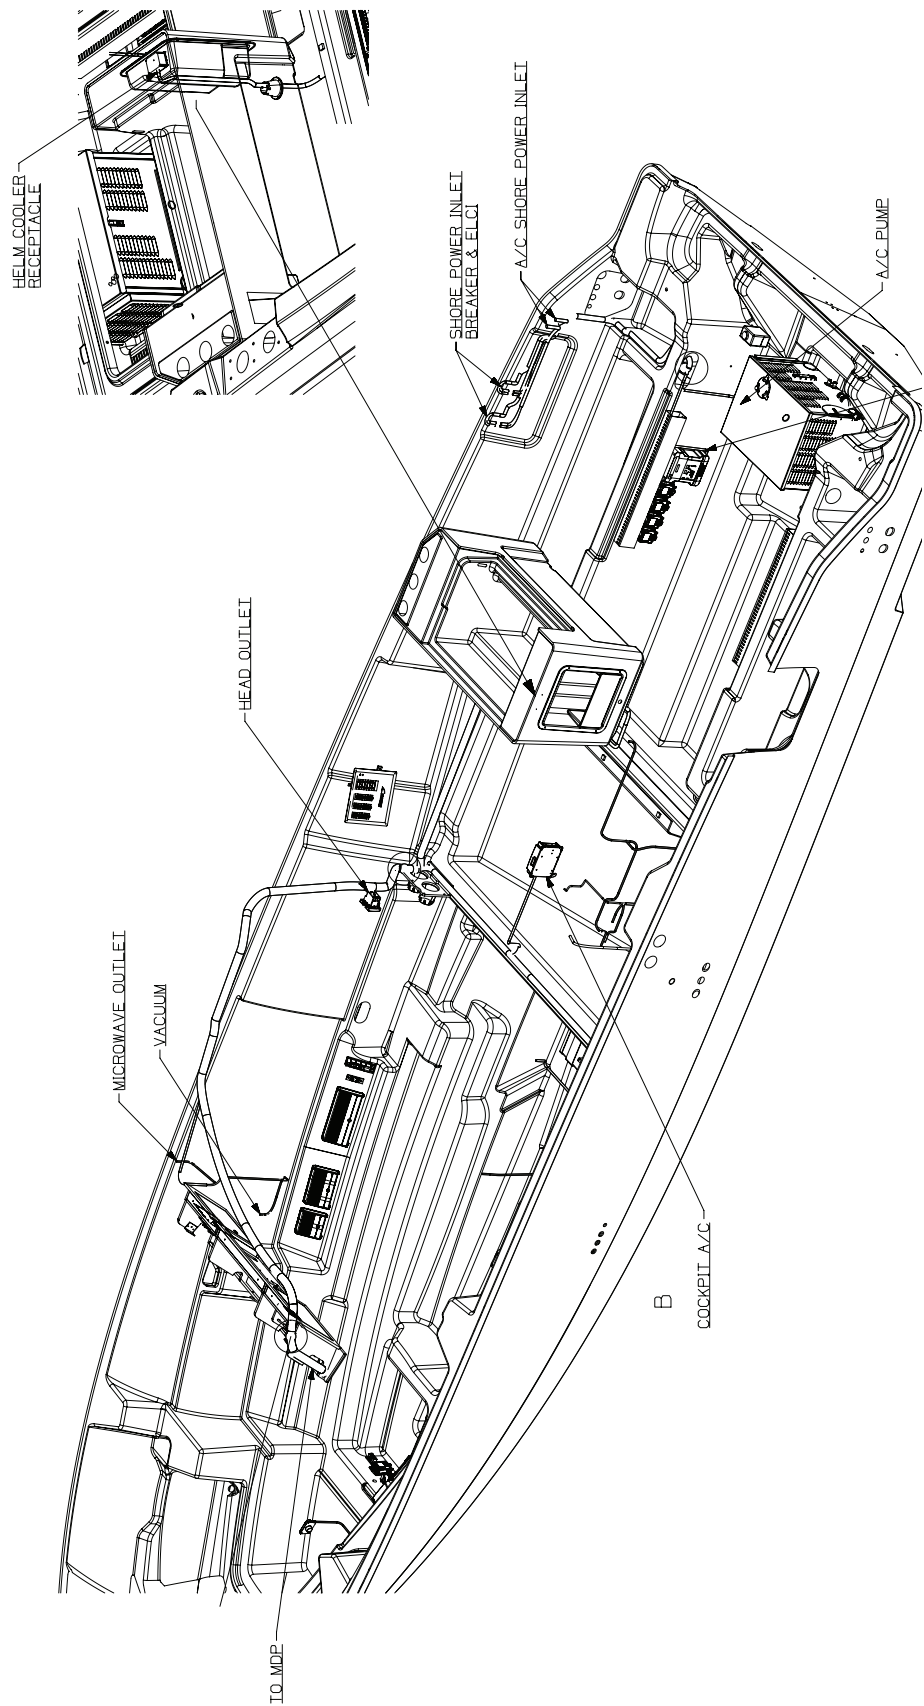 HELM COOLER
RECEPTACLE
SHORE POWER INLET
BREAKER & ELCI
A/C SHORE POWER INLET
A/C PUMP
HEAD OUTLET
MICROWAVE OUTLET
VACUUM
B
COCKPIT A/C
TO MDP